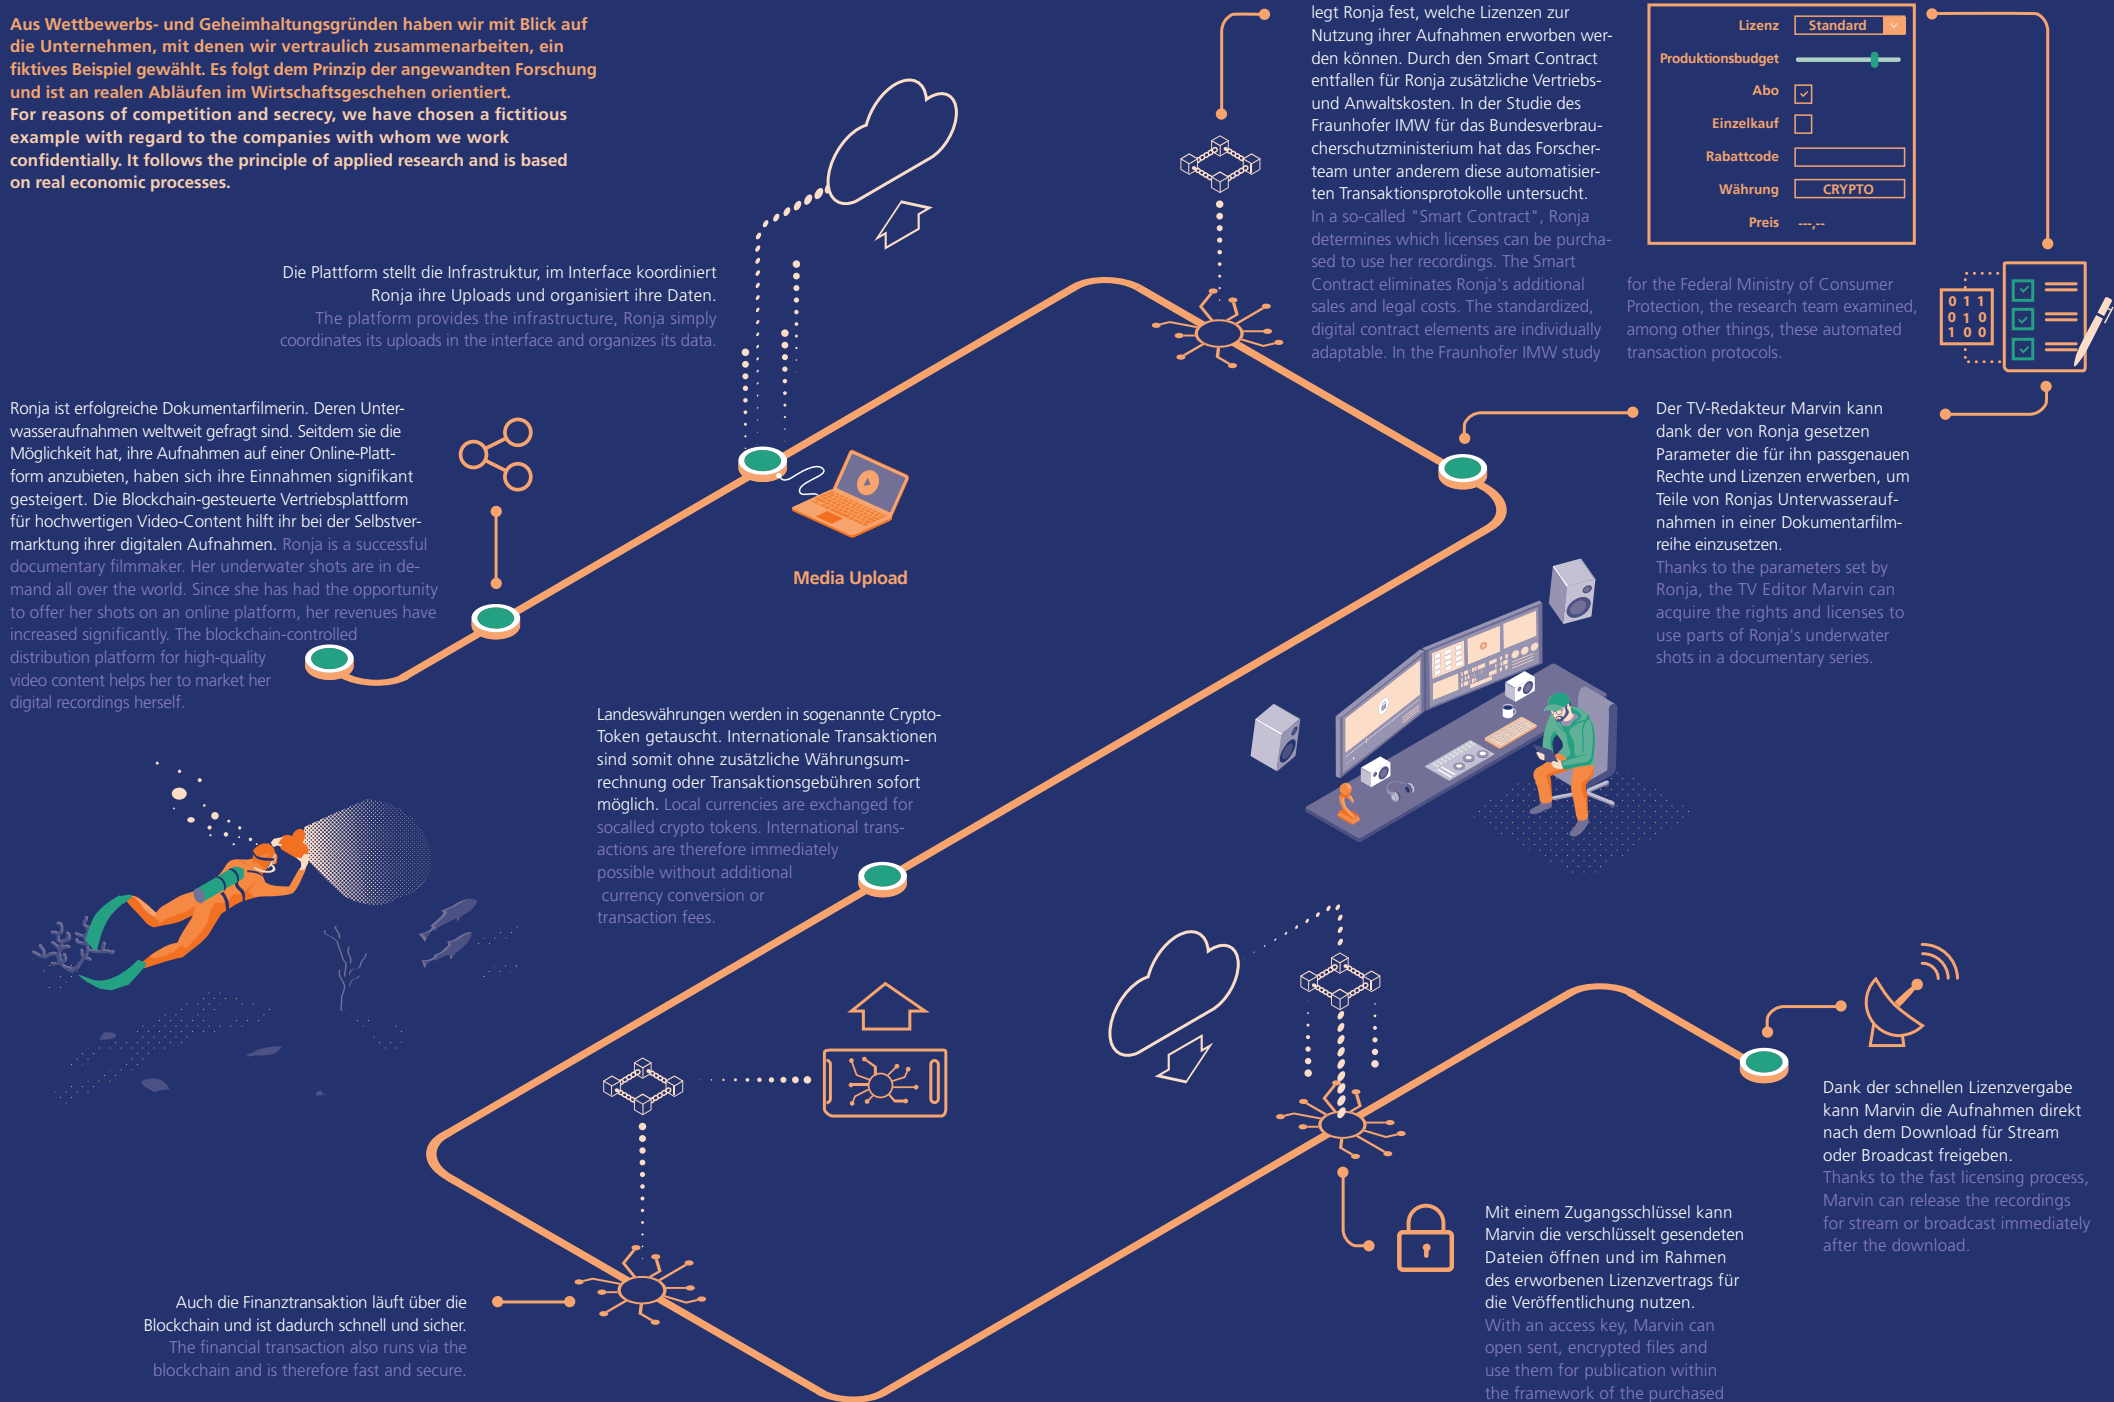 Aus Wettbewerbs- und Geheimhaltungsgründen haben wir mit Blick auf
die Unternehmen, mit denen wir vertraulich zusammenarbeiten, ein
fiktives Beispiel gewählt. Es folgt dem Prinzip der angewandten Forschung
und ist an realen Abläufen im Wirtschaftsgeschehen orientiert.
For reasons of competition and secrecy, we have chosen a fictitious
example with regard to the companies with whom we work
confidentially. It follows the principle of applied research and is based
on real economic processes.
Die Plattform stellt die Infrastruktur, im Interface koordiniert
Ronja ihre Uploads und organisiert ihre Daten.
The platform provides the infrastructure, Ronja simply
coordinates its uploads in the interface and organizes its data.
Ronja ist erfolgreiche Dokumentarfilmerin. Deren Unter-
wasseraufnahmen weltweit gefragt sind. Seitdem sie die
Möglichkeit hat, ihre Aufnahmen auf einer Online-Platt-
form anzubieten, haben sich ihre Einnahmen signifikant
gesteigert. Die Blockchain-gesteuerte Vertriebsplattform
für hochwertigen Video-Content hilft ihr bei der Selbstver-
marktung ihrer digitalen Aufnahmen. Ronja is a successful
documentary filmmaker. Her underwater shots are in de-
mand all over the world. Since she has had the opportunity
to offer her shots on an online platform, her revenues have
increased significantly. The blockchain-controlled
distribution platform for high-quality
video content helps her to market her
digital recordings herself.
Media Upload
legt Ronja fest, welche Lizenzen zur
Nutzung ihrer Aufnahmen erworben wer-
den können. Durch den Smart Contract
entfallen für Ronja zusätzliche Vertriebs-
und Anwaltskosten. In der Studie des
Fraunhofer IMW für das Bundesverbrau-
cherschutzministerium hat das Forscher-
team unter anderem diese automatisier-
ten Transaktionsprotokolle untersucht.
In a so-called "Smart Contract", Ronja
determines which licenses can be purcha-
sed to use her recordings. The Smart
Contract eliminates Ronja's additional
sales and legal costs. The standardized,
digital contract elements are individually
adaptable. In the Fraunhofer IMW study
for the Federal Ministry of Consumer
Protection, the research team examined,
among other things, these automated
transaction protocols.
Lizenz Standard
Produktionsbudget
Abo
Einzelkauf
Rabattcode
Währung CRYPTO
Preis ---,--
0 1 1
0 1 0
1 0 0
Der TV-Redakteur Marvin kann
dank der von Ronja gesetzen
Parameter die für ihn passgenauen
Rechte und Lizenzen erwerben, um
Teile von Ronjas Unterwasserauf-
nahmen in einer Dokumentarfilm-
reihe einzusetzen.
Thanks to the parameters set by
Ronja, the TV Editor Marvin can
acquire the rights and licenses to
use parts of Ronja's underwater
shots in a documentary series.
Landeswährungen werden in sogenannte Crypto-
Token getauscht. Internationale Transaktionen
sind somit ohne zusätzliche Währungsum-
rechnung oder Transaktionsgebühren sofort
möglich. Local currencies are exchanged for
socalled crypto tokens. International trans-
actions are therefore immediately
possible without additional
currency conversion or
transaction fees.
Auch die Finanztransaktion läuft über die
Blockchain und ist dadurch schnell und sicher.
The financial transaction also runs via the
blockchain and is therefore fast and secure.
Mit einem Zugangsschlüssel kann
Marvin die verschlüsselt gesendeten
Dateien öffnen und im Rahmen
des erworbenen Lizenzvertrags für
die Veröffentlichung nutzen.
With an access key, Marvin can
open sent, encrypted files and
use them for publication within
the framework of the purchased
Dank der schnellen Lizenzvergabe
kann Marvin die Aufnahmen direkt
nach dem Download für Stream
oder Broadcast freigeben.
Thanks to the fast licensing process,
Marvin can release the recordings
for stream or broadcast immediately
after the download.